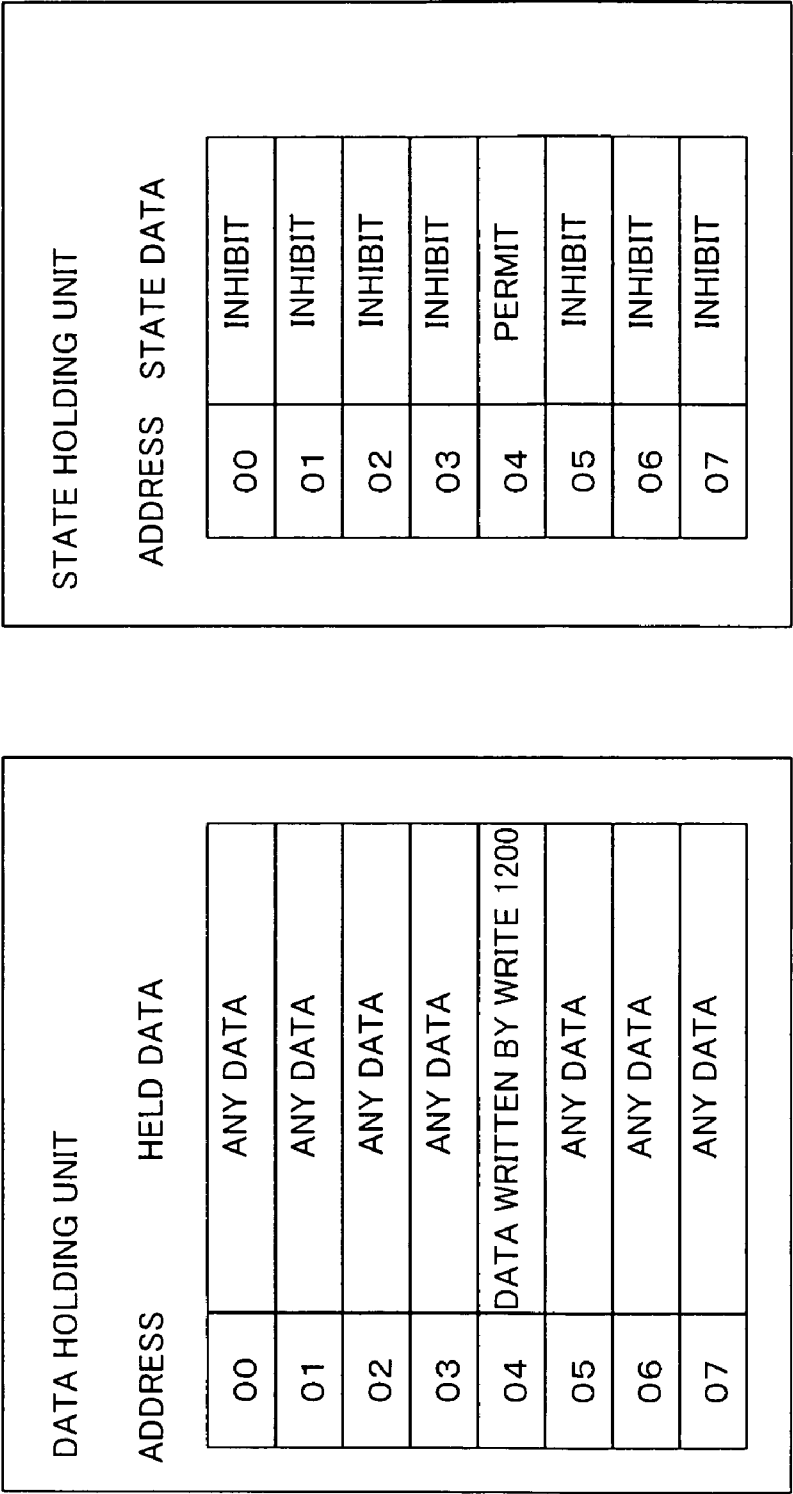 DATA HOLDING UNIT
ADDRESS HELD DATA
00 ANY DATA
01 ANY DATA
02 ANY DATA
03 ANY DATA
04 DATA WRITTEN BY WRITE 1200
05 ANY DATA
06 ANY DATA
07 ANY DATA
STATE HOLDING UNIT
ADDRESS STATE DATA
00 INHIBIT
01 INHIBIT
02 INHIBIT
03 INHIBIT
04 PERMIT
05 INHIBIT
06 INHIBIT
07 INHIBIT